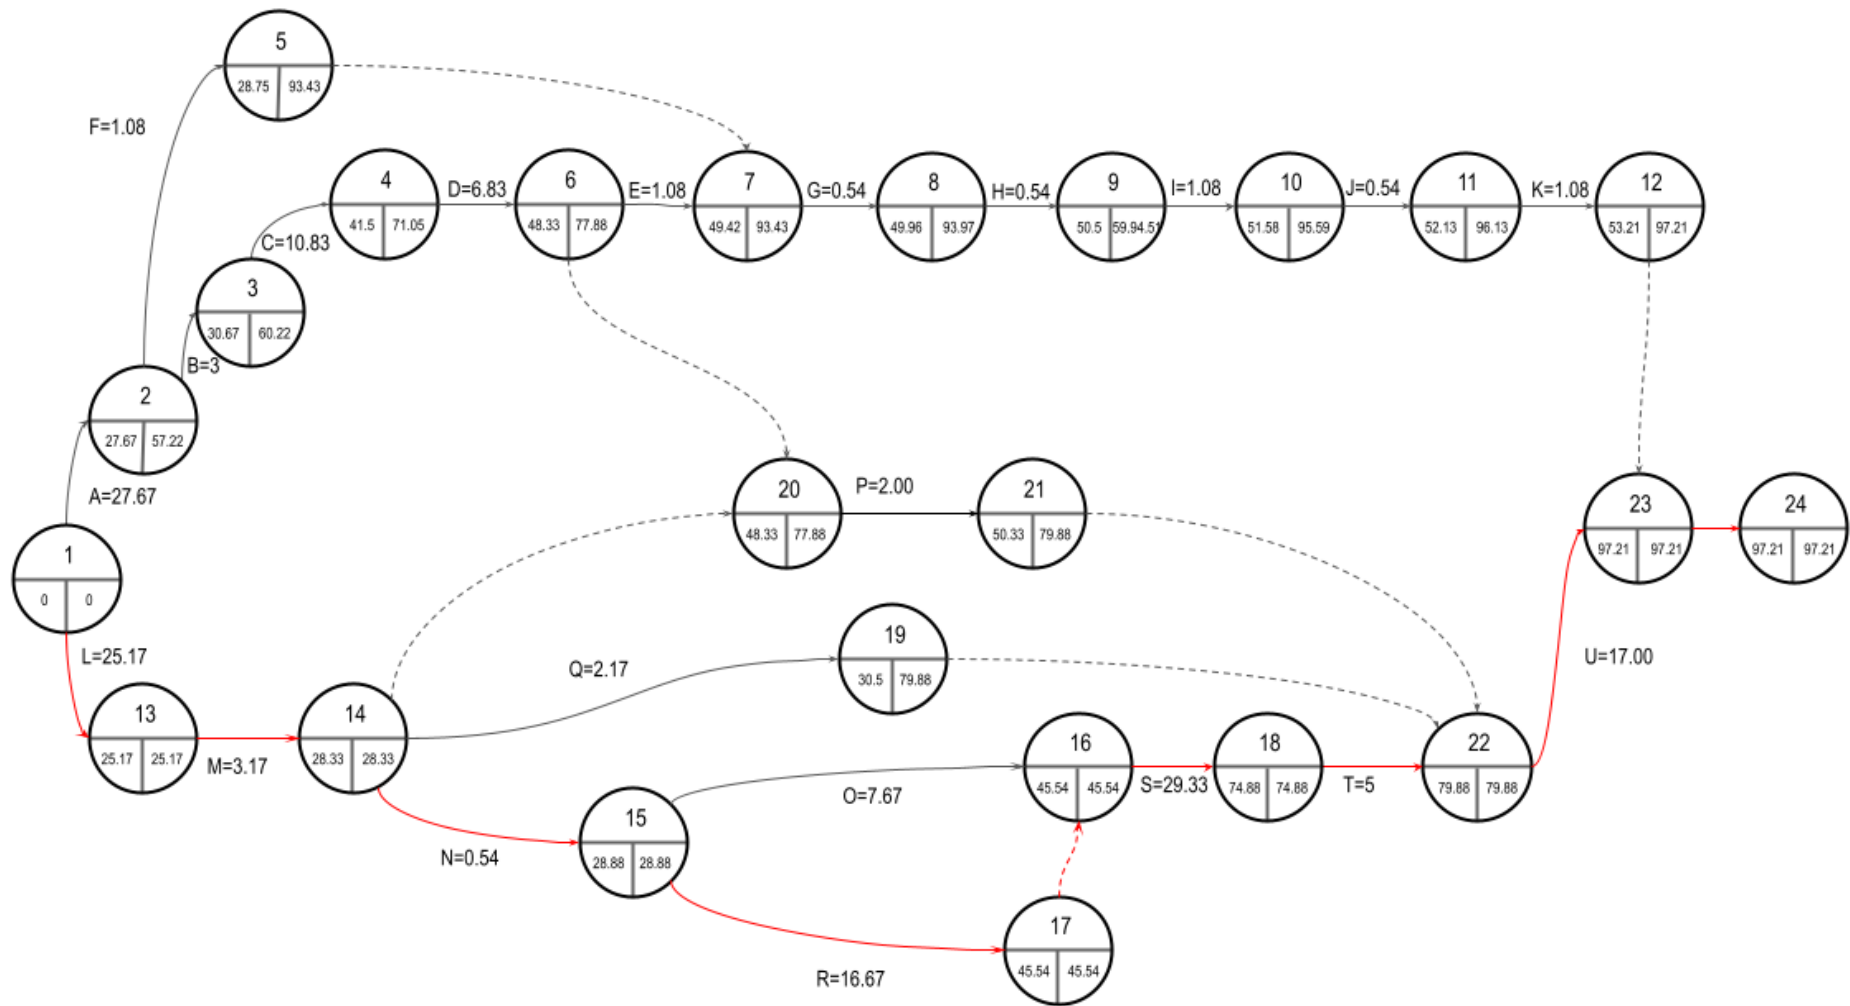 5
28.75 93.43
F=1.08
4
41.5 71.05
D=6.83
6
48.33 77.88
E=1.08
7
49.42 93.43
G=0.54
8
49.96 93.97
H=0.54
9
50.5 59.94.51
I=1.08
10
51.58 95.59
J=0.54
11
52.13 96.13
K=1.08
12
53.21 97.21
C=10.83
3
30.67 60.22
B=3
2
27.67 57.22
A=27.67
20
48.33 77.88
P=2.00
21
50.33 79.88
23
97.21 97.21
24
97.21 97.21
1
0 0
L=25.17
13
25.17 25.17
M=3.17
14
28.33 28.33
Q=2.17
19
30.5 79.88
U=17.00
16
45.54 45.54
S=29.33
18
74.88 74.88
T=5
22
79.88 79.88
O=7.67
15
28.88 28.88
N=0.54
17
45.54 45.54
R=16.67